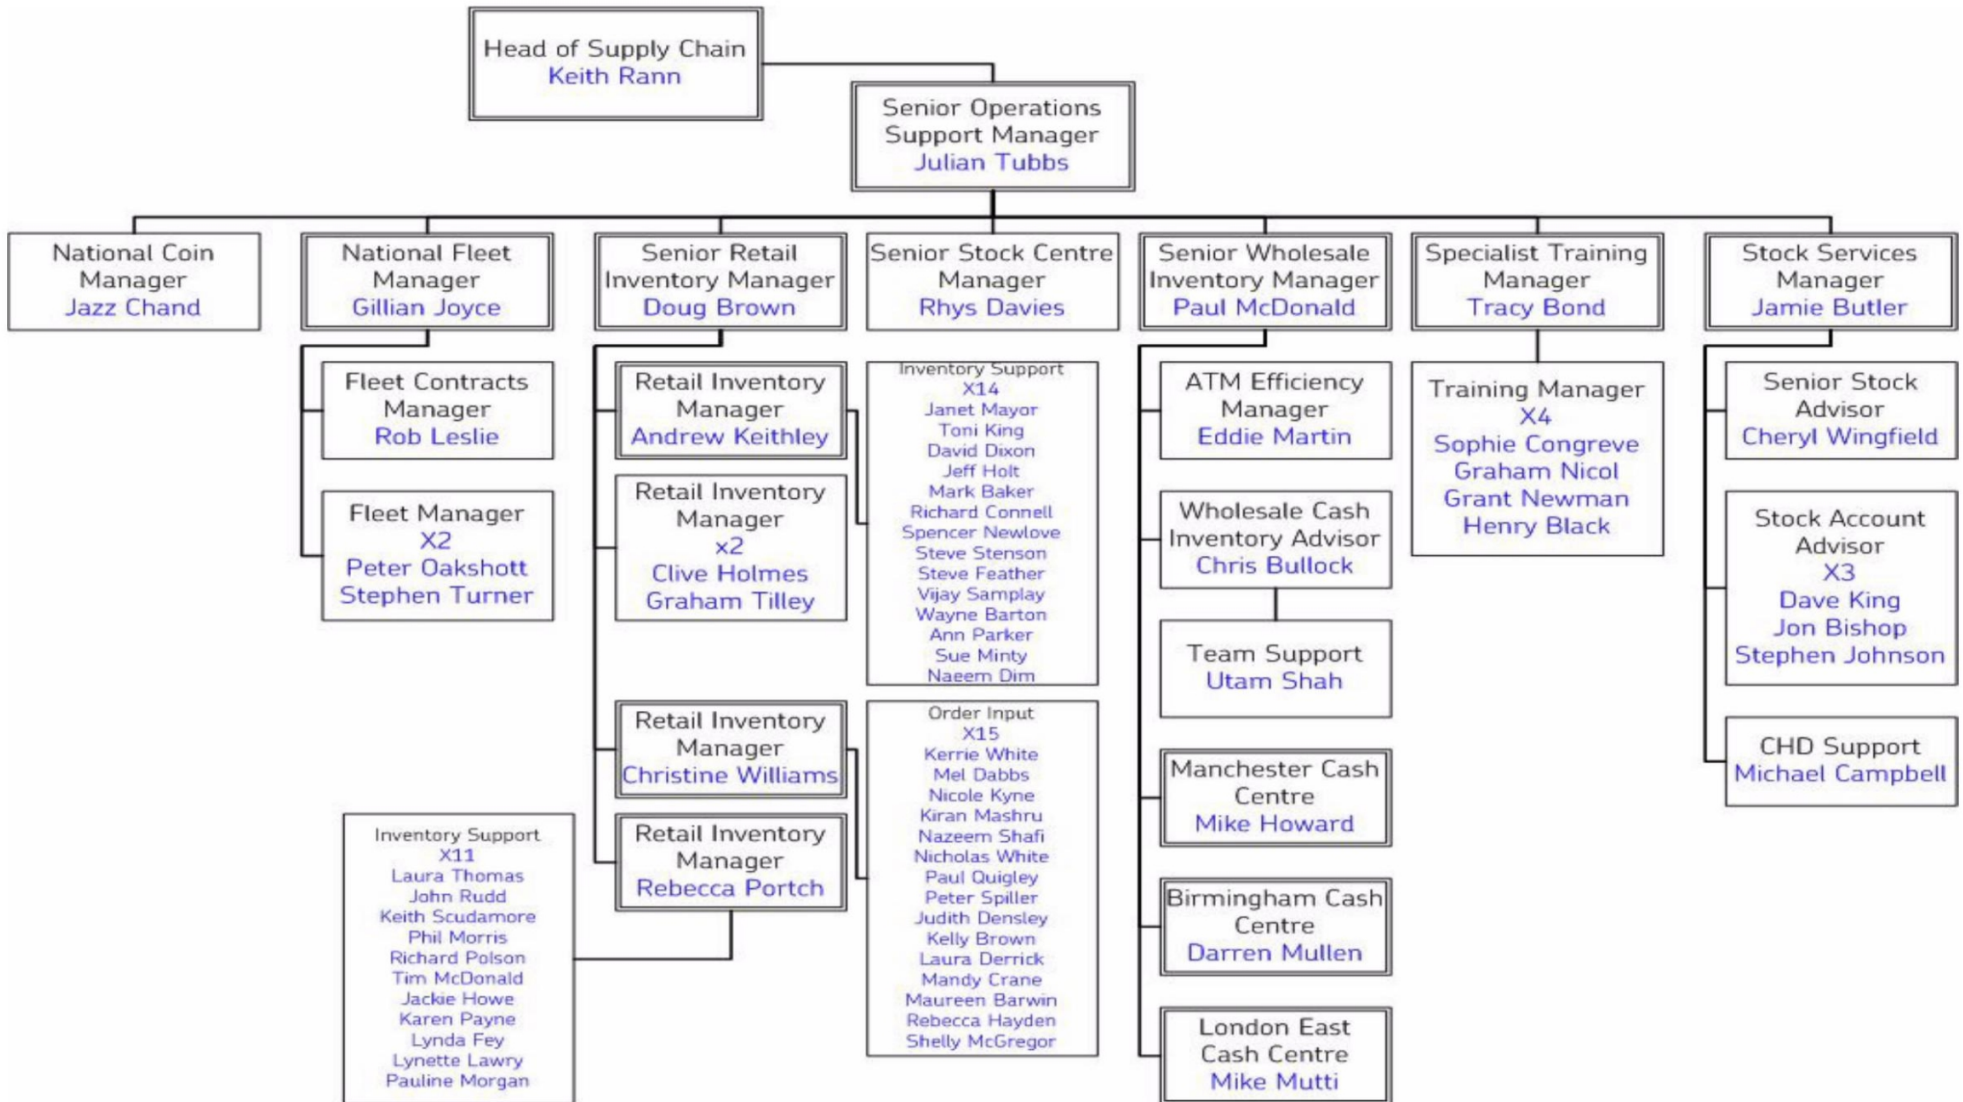 Head of Supply Chain
Keith Rann
Senior Operations
Support Manager
Julian Tubbs
National Coin
Manager
Jazz Chand
National Fleet
Manager
Gillian Joyce
Senior Retail
Inventory Manager
Doug Brown
Senior Stock Centre
Manager
Rhys Davies
Senior Wholesale
Inventory Manager
Paul McDonald
Specialist Training
Manager
Tracy Bond
Stock Services
Manager
Jamie Butler
Fleet Contracts
Manager
Rob Leslie
Fleet Manager
X2
Peter Oakshott
Stephen Turner
Retail Inventory
Manager
Andrew Keithley
Retail Inventory
Manager
x2
Clive Holmes
Graham Tilley
Retail Inventory
Manager
Christine Williams
Retail Inventory
Manager
Rebecca Portch
Inventory Support
X11
Laura Thomas
John Rudd
Keith Scudamore
Phil Morris
Richard Polson
Tim McDonald
Jackie Howe
Karen Payne
Lynda Fey
Lynette Lawry
Pauline Morgan
Inventory Support
X14
Janet Mayor
Toni King
David Dixon
Jeff Holt
Mark Baker
Richard Connell
Spencer Newlove
Steve Stenson
Steve Feather
Vijay Samplay
Wayne Barton
Ann Parker
Sue Minty
Naeem Dim
Order Input
X15
Kerrie White
Mel Dabbs
Nicole Kyne
Kiran Mashru
Nazeem Shafi
Nicholas White
Paul Quigley
Peter Spiller
Judith Densley
Kelly Brown
Laura Derrick
Mandy Crane
Maureen Barwin
Rebecca Hayden
Shelly McGregor
ATM Efficiency
Manager
Eddie Martin
Wholesale Cash
Inventory Advisor
Chris Bullock
Team Support
Utam Shah
Manchester Cash
Centre
Mike Howard
Birmingham Cash
Centre
Darren Mullen
London East
Cash Centre
Mike Mutti
Training Manager
X4
Sophie Congreve
Graham Nicol
Grant Newman
Henry Black
Senior Stock
Advisor
Cheryl Wingfield
Stock Account
Advisor
X3
Dave King
Jon Bishop
Stephen Johnson
CHD Support
Michael Campbell